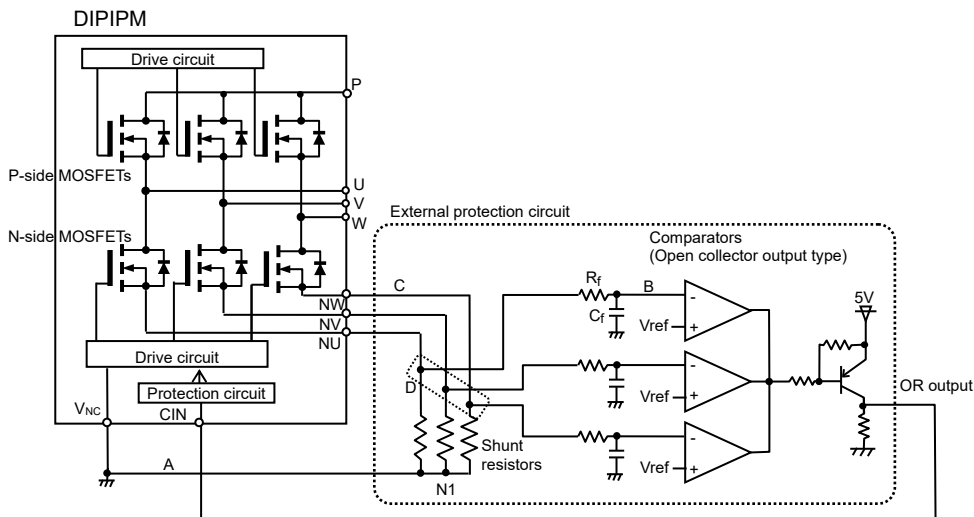 DIPIPM
Drive circuit
P
P-side MOSFETs
U
V
W
N-side MOSFETs
External protection circuit
Comparators
(Open collector output type)
C
Rf
B
Cf
Vref
5V
NW
NV
NU
Drive circuit
Protection circuit
VNC
CIN
D
Vref
OR output
Shunt
resistors
Vref
A
N1
-
+
-
+
-
+